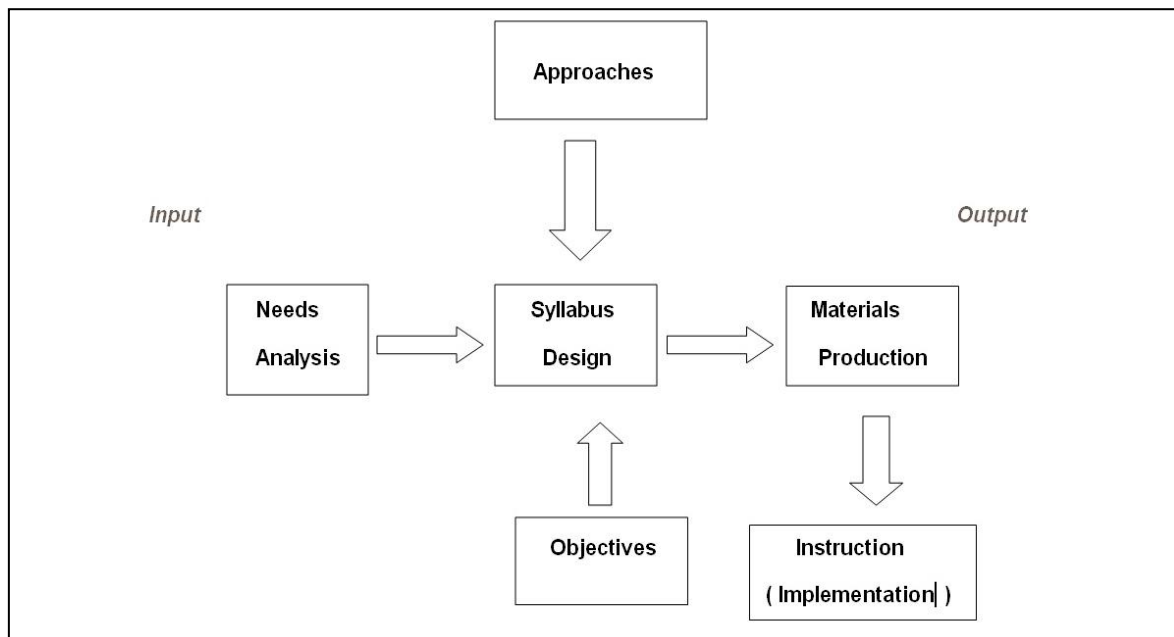 Approaches
Input
Output
Needs
Analysis
Syllabus
Design
Materials
Production
Objectives
Instruction
( Implementation )